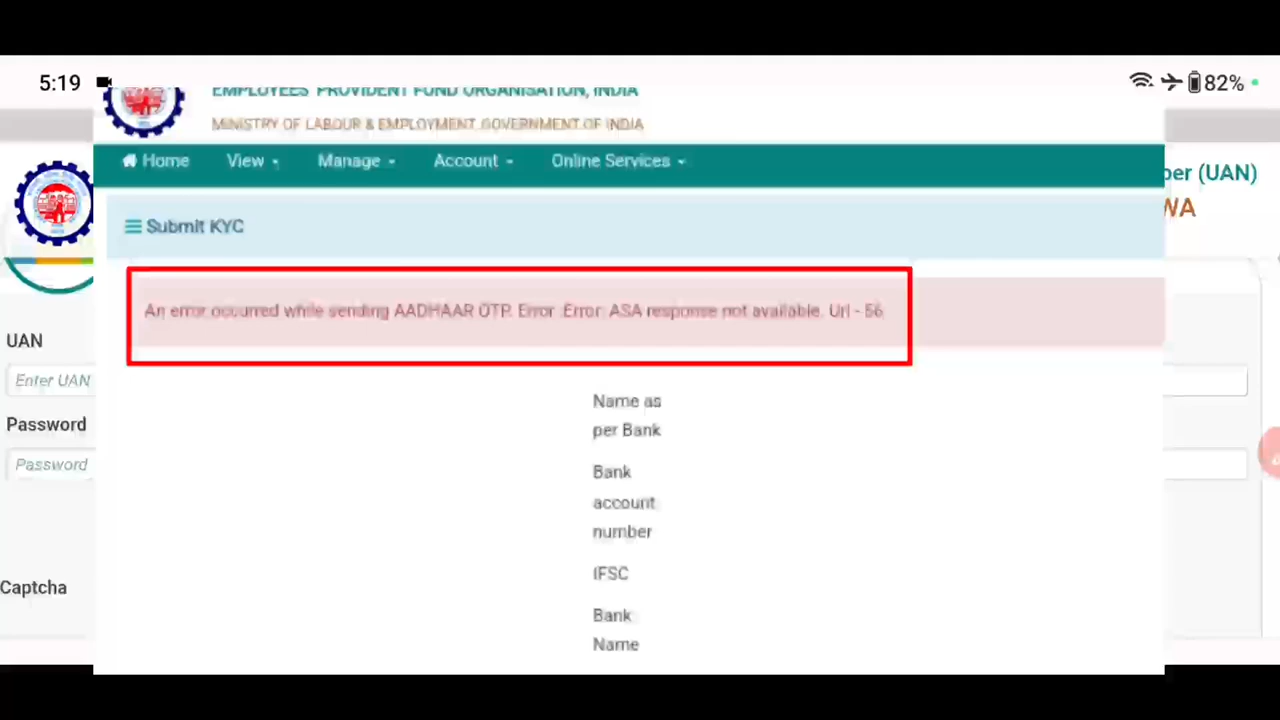 5:19
82%
EMPLOYEES' PROVIDENT FUND ORGANISATION, INDIA
MINISTRY OF LABOUR & EMPLOYMENT, GOVERNMENT OF INDIA
Home View Manage Account Online Services
ber (UAN)
WA
Submit KYC
An error occurred while sending AADHAAR OTP. Error :Error: ASA response not available. Url - 56
UAN
Enter UAN
Password
Password
Captcha
Name as
per Bank
Bank
account
number
IFSC
Bank
Name